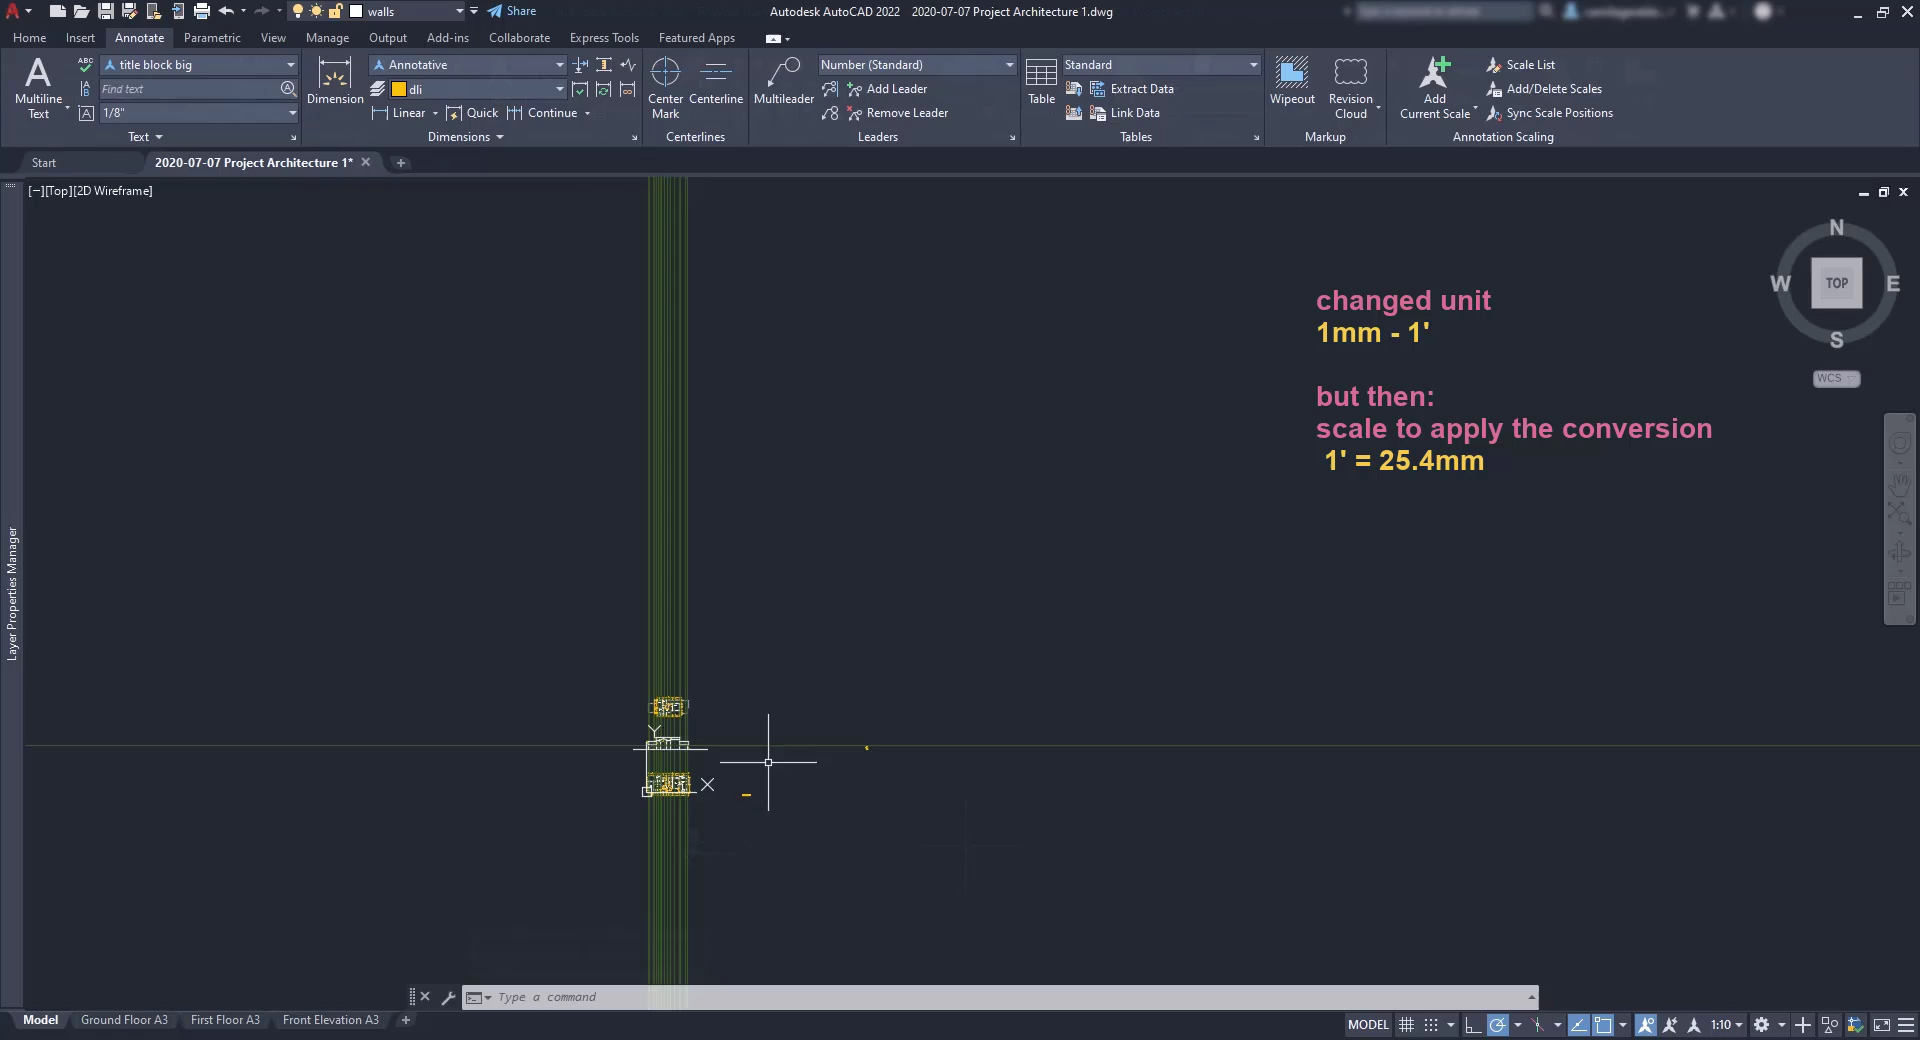 walls
Share
Autodesk AutoCAD 2022 2020-07-07 Project Architecture 1.dwg
Home Insert Annotate Parametric View Manage Output Add-ins Collaborate Express Tools Featured Apps
Multiline Text
ABC
title block big
Find text
1/8"
Text
Dimension
Annotative
dli
Linear Quick Continue
Dimensions
Center Mark
Centerline
Centerlines
Multileader
Number (Standard)
Add Leader
Remove Leader
Leaders
Table
Standard
Extract Data
Link Data
Tables
Wipeout
Revision Cloud
Markup
Add Current Scale
Scale List
Add/Delete Scales
Sync Scale Positions
Annotation Scaling
Start
2020-07-07 Project Architecture 1*
[−][Top][2D Wireframe]
N
W TOP E
S
WCS
changed unit
1mm - 1'
but then:
scale to apply the conversion
1' = 25.4mm
Layer Properties Manager
Y
X
Type a command
Model Ground Floor A3 First Floor A3 Front Elevation A3
MODEL
1:10